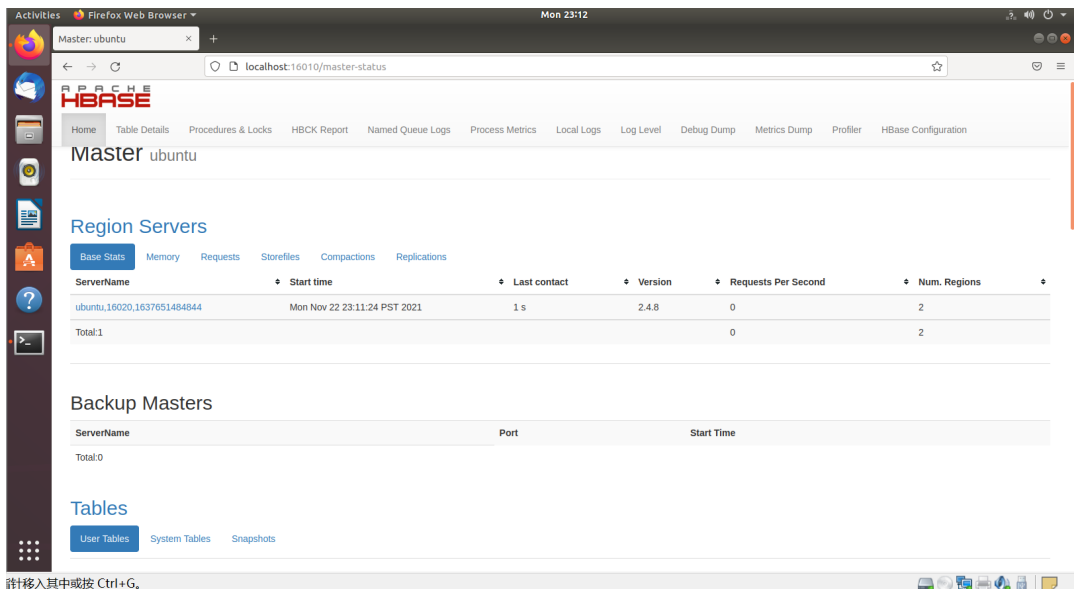 Activities Firefox Web Browser Mon 23:12
Master: ubuntu × +
localhost:16010/master-status
APACHE
HBASE
Home Table Details Procedures & Locks HBCK Report Named Queue Logs Process Metrics Local Logs Log Level Debug Dump Metrics Dump Profiler HBase Configuration
Master ubuntu
Region Servers
Base Stats Memory Requests Storefiles Compactions Replications
ServerName Start time Last contact Version Requests Per Second Num. Regions
ubuntu,16020,1637651484844 Mon Nov 22 23:11:24 PST 2021 1 s 2.4.8 0 2
Total:1 0 2
Backup Masters
ServerName Port Start Time
Total:0
Tables
User Tables System Tables Snapshots
针移入其中或按 Ctrl+G。